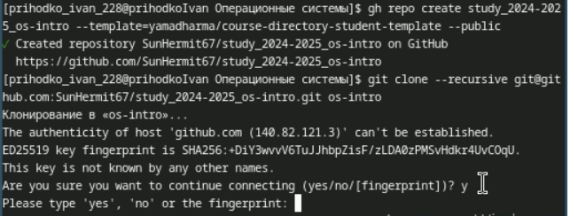 [prihodko_ivan_228@prihodkoIvan Операционные системы]$ gh repo create study_2024-202
5_os-intro --template=yamadharma/course-directory-student-template --public
✓ Created repository SunHermit67/study_2024-2025_os-intro on GitHub
https://github.com/SunHermit67/study_2024-2025_os-intro
[prihodko_ivan_228@prihodkoIvan Операционные системы]$ git clone --recursive git@git
hub.com:SunHermit67/study_2024-2025_os-intro.git os-intro
Клонирование в «os-intro»...
The authenticity of host 'github.com (140.82.121.3)' can't be established.
ED25519 key fingerprint is SHA256:+DiY3wvvV6TuJJhbpZisF/zLDA0zPMSvHdkr4UvCOqU.
This key is not known by any other names.
Are you sure you want to continue connecting (yes/no/[fingerprint])? y
Please type 'yes', 'no' or the fingerprint: